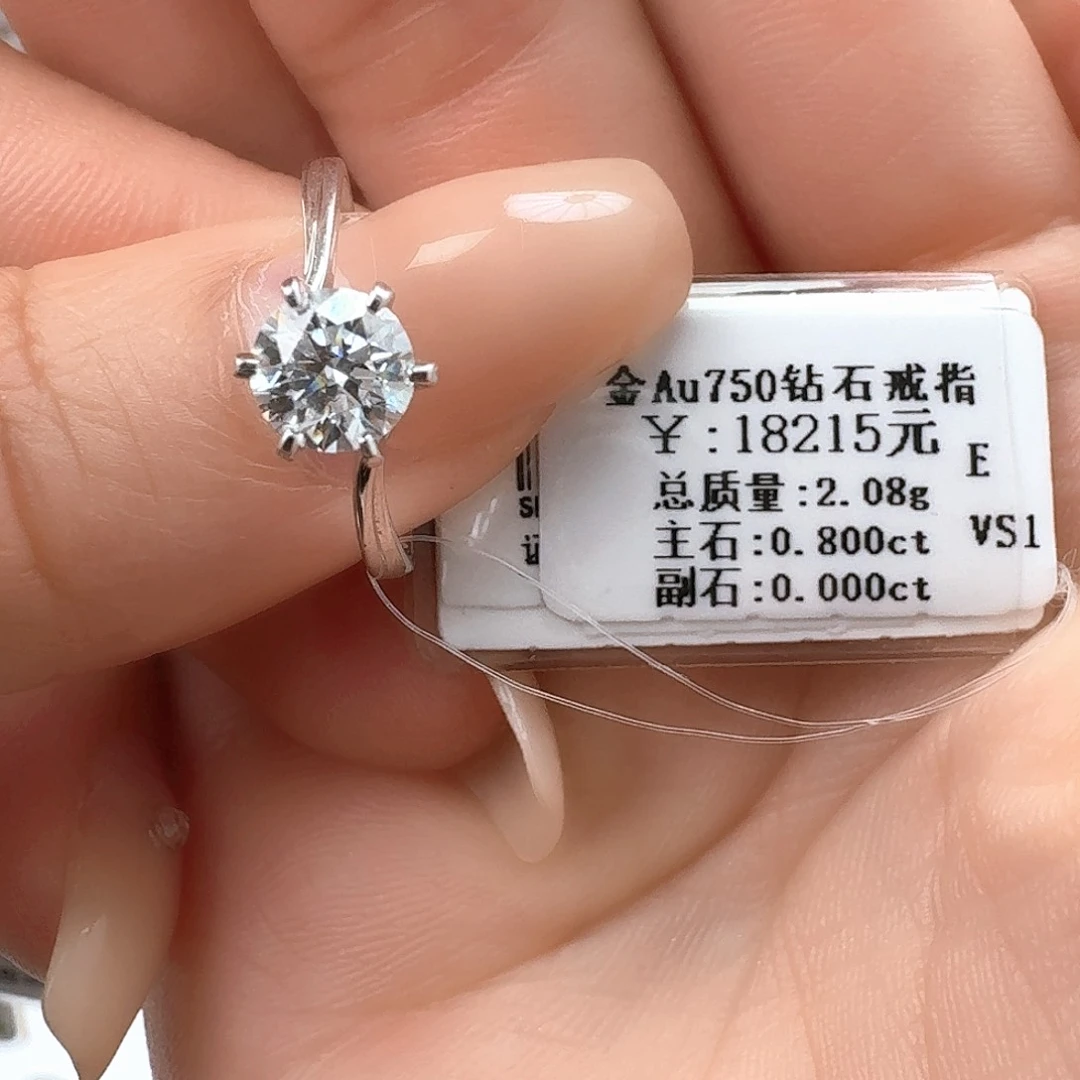 金Au750钻石戒指
￥:18215元
E
总质量:2.08g
VS1
主石:0.800ct
副石:0.000ct